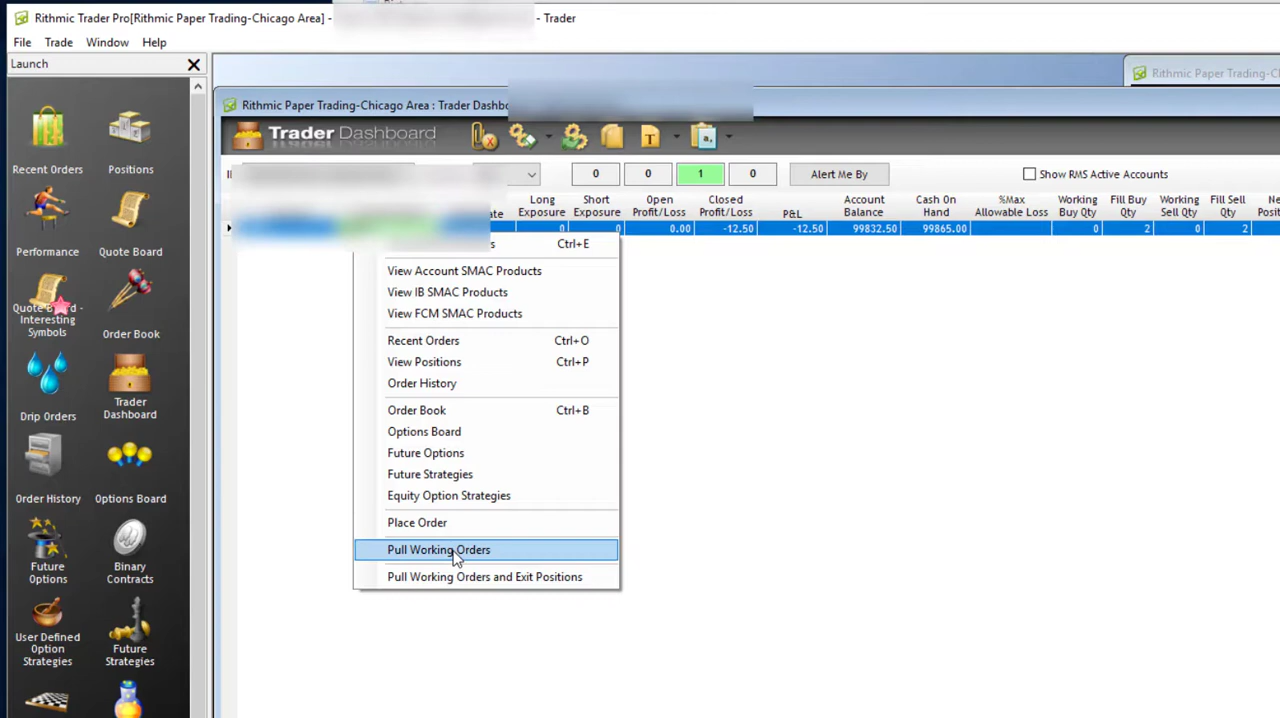 Rithmic Trader Pro[Rithmic Paper Trading-Chicago Area] - - Trader
File Trade Window Help
Launch
Rithmic Paper Trading-C
Rithmic Paper Trading-Chicago Area : Trader Dashbo
Trader Dashboard
0 0 1 0 Alert Me By Show RMS Active Accounts
Long Exposure Short Exposure Open Profit/Loss Closed Profit/Loss P&L Account Balance Cash On Hand %Max Allowable Loss Working Buy Qty Fill Buy Qty Working Sell Qty Fill Sell Qty
0 0 0.00 -12.50 -12.50 99832.50 99865.00 0 2 0 2
Recent Orders
Positions
Performance
Quote Board
Quote Board - Interesting Symbols
Order Book
Drip Orders
Trader Dashboard
Order History
Options Board
Future Options
Binary Contracts
User Defined Option Strategies
Future Strategies
Ctrl+E
View Account SMAC Products
View IB SMAC Products
View FCM SMAC Products
Recent Orders Ctrl+O
View Positions Ctrl+P
Order History
Order Book Ctrl+B
Options Board
Future Options
Future Strategies
Equity Option Strategies
Place Order
Pull Working Orders
Pull Working Orders and Exit Positions